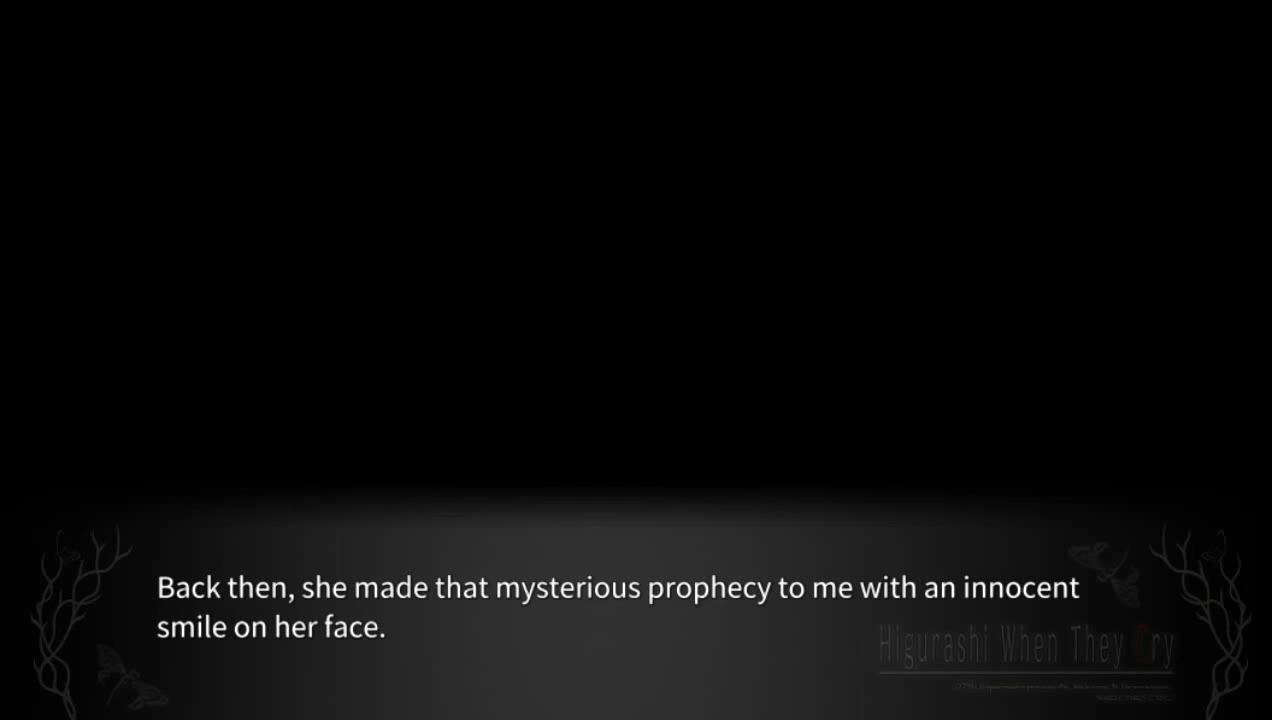 Back then, she made that mysterious prophecy to me with an innocent
smile on her face.
Higurashi When They Cry